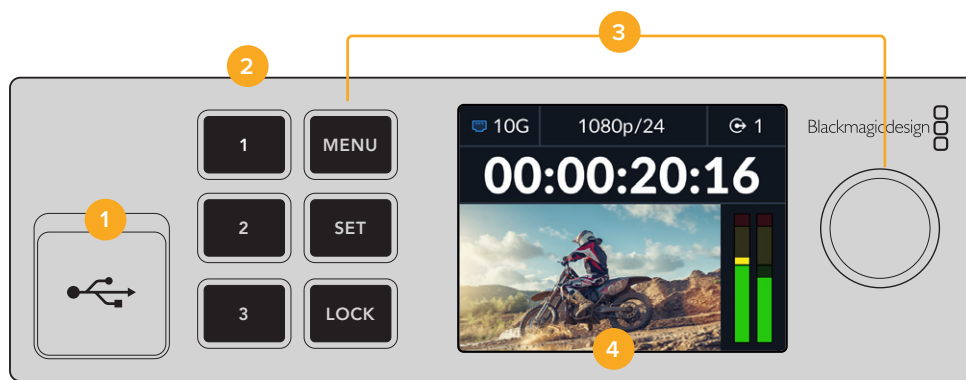 3
2
10G 1080p/24 1
1 MENU
Blackmagicdesign
00:00:20:16
1
2 SET
3 LOCK
4